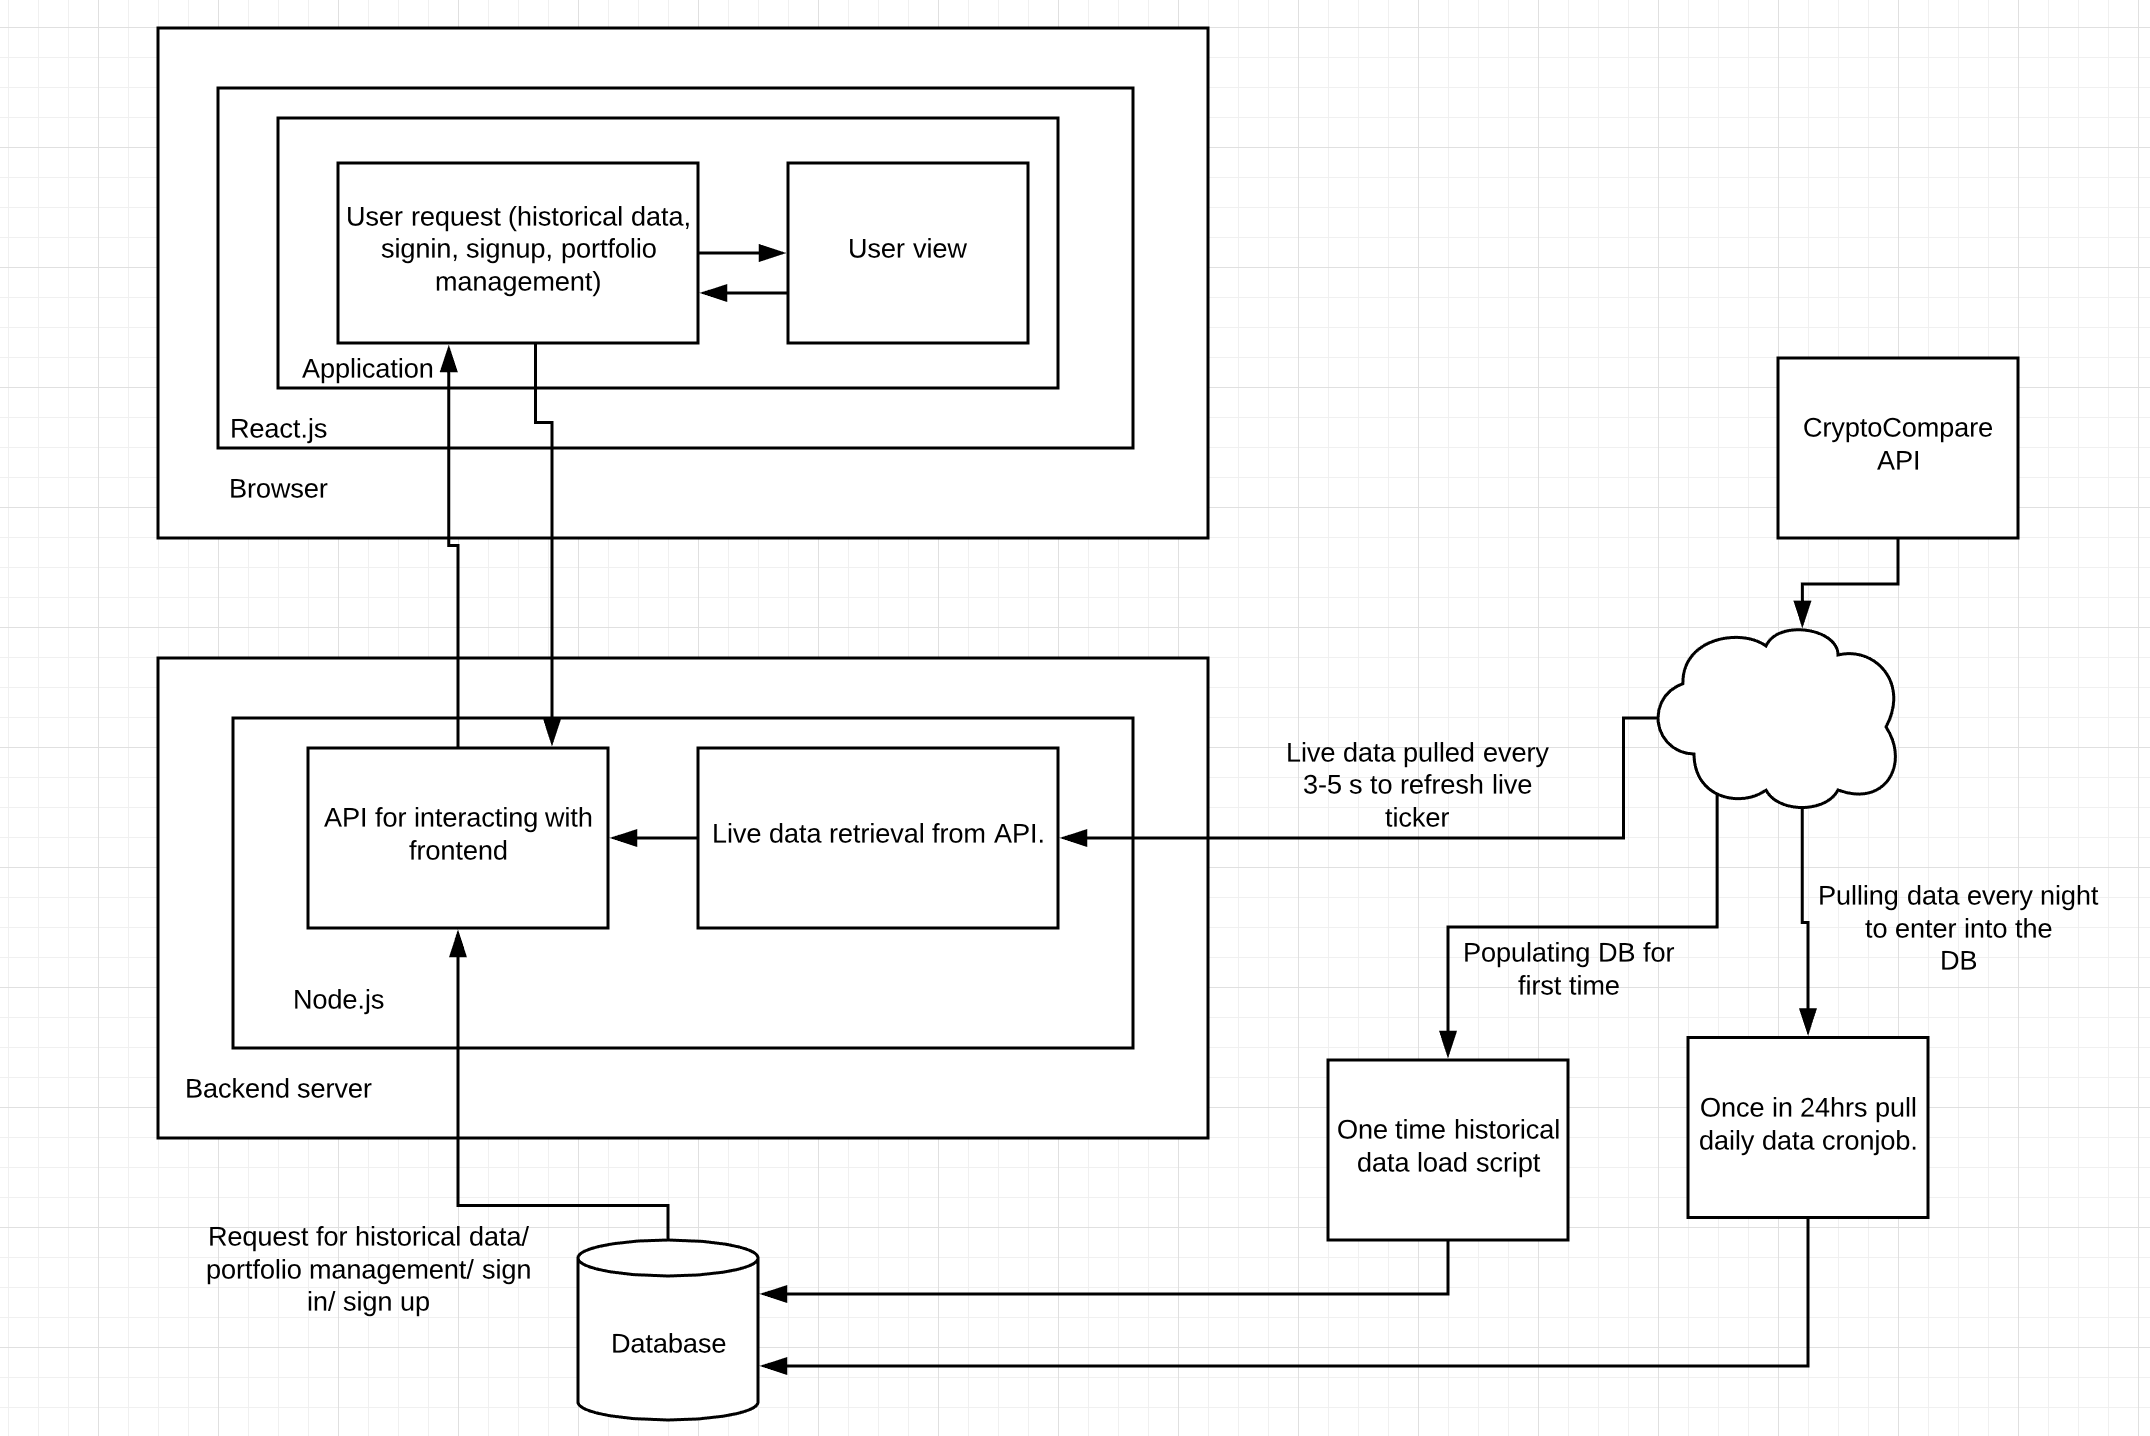 User request (historical data,
signin, signup, portfolio
management)
User view
Application
React.js
Browser
CryptoCompare
API
API for interacting with
frontend
Live data retrieval from API.
Node.js
Backend server
Live data pulled every
3-5 s to refresh live
ticker
Populating DB for
first time
Pulling data every night
to enter into the
DB
One time historical
data load script
Once in 24hrs pull
daily data cronjob.
Request for historical data/
portfolio management/ sign
in/ sign up
Database